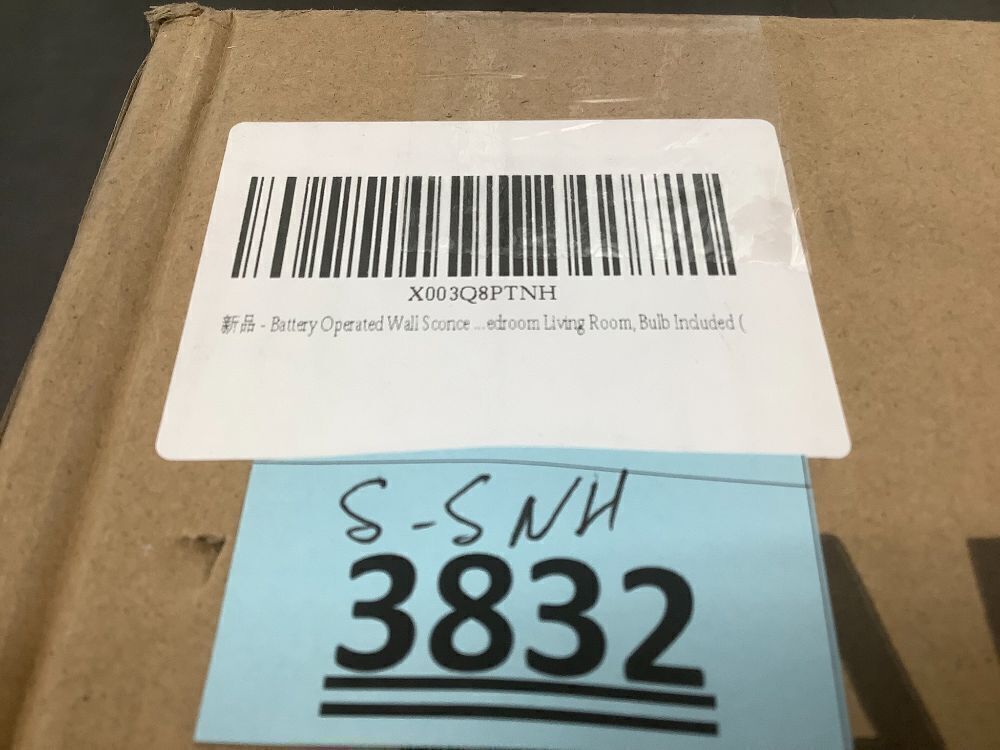 X003Q8PTNH
新品 - Battery Operated Wall Sconce ...edroom Living Room, Bulb Included (
S-SNH
3832